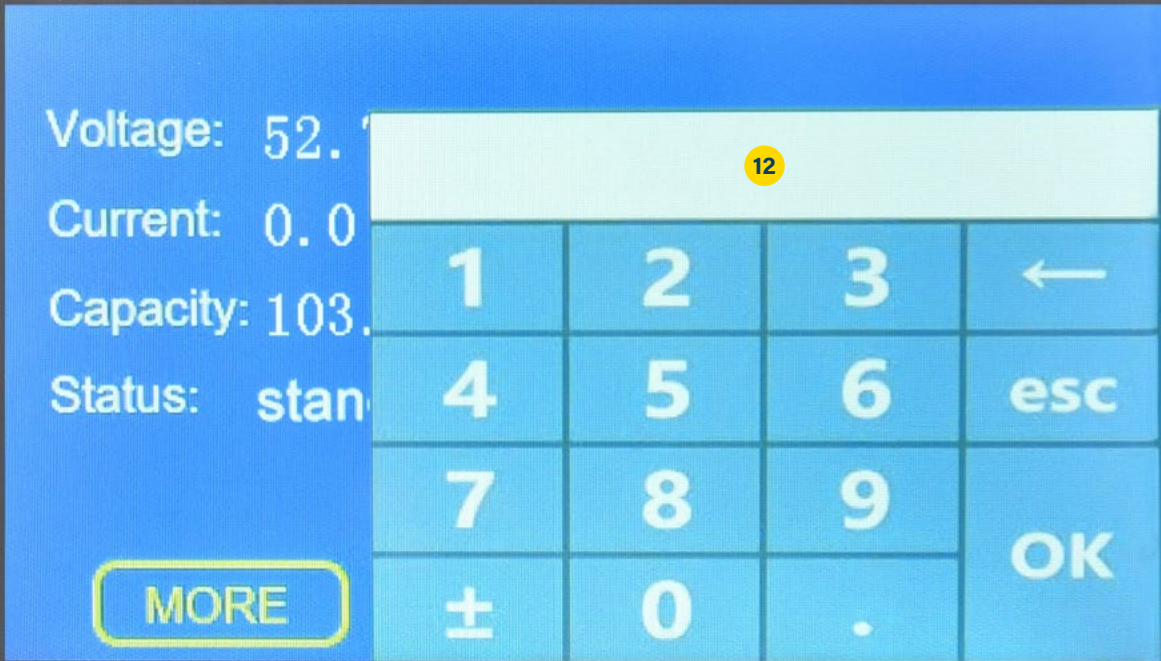 Voltage: 52.
12
Current: 0.0
1 2 3 ←
Capacity: 103.
4 5 6 esc
Status: stan
7 8 9
OK
MORE
± 0 .